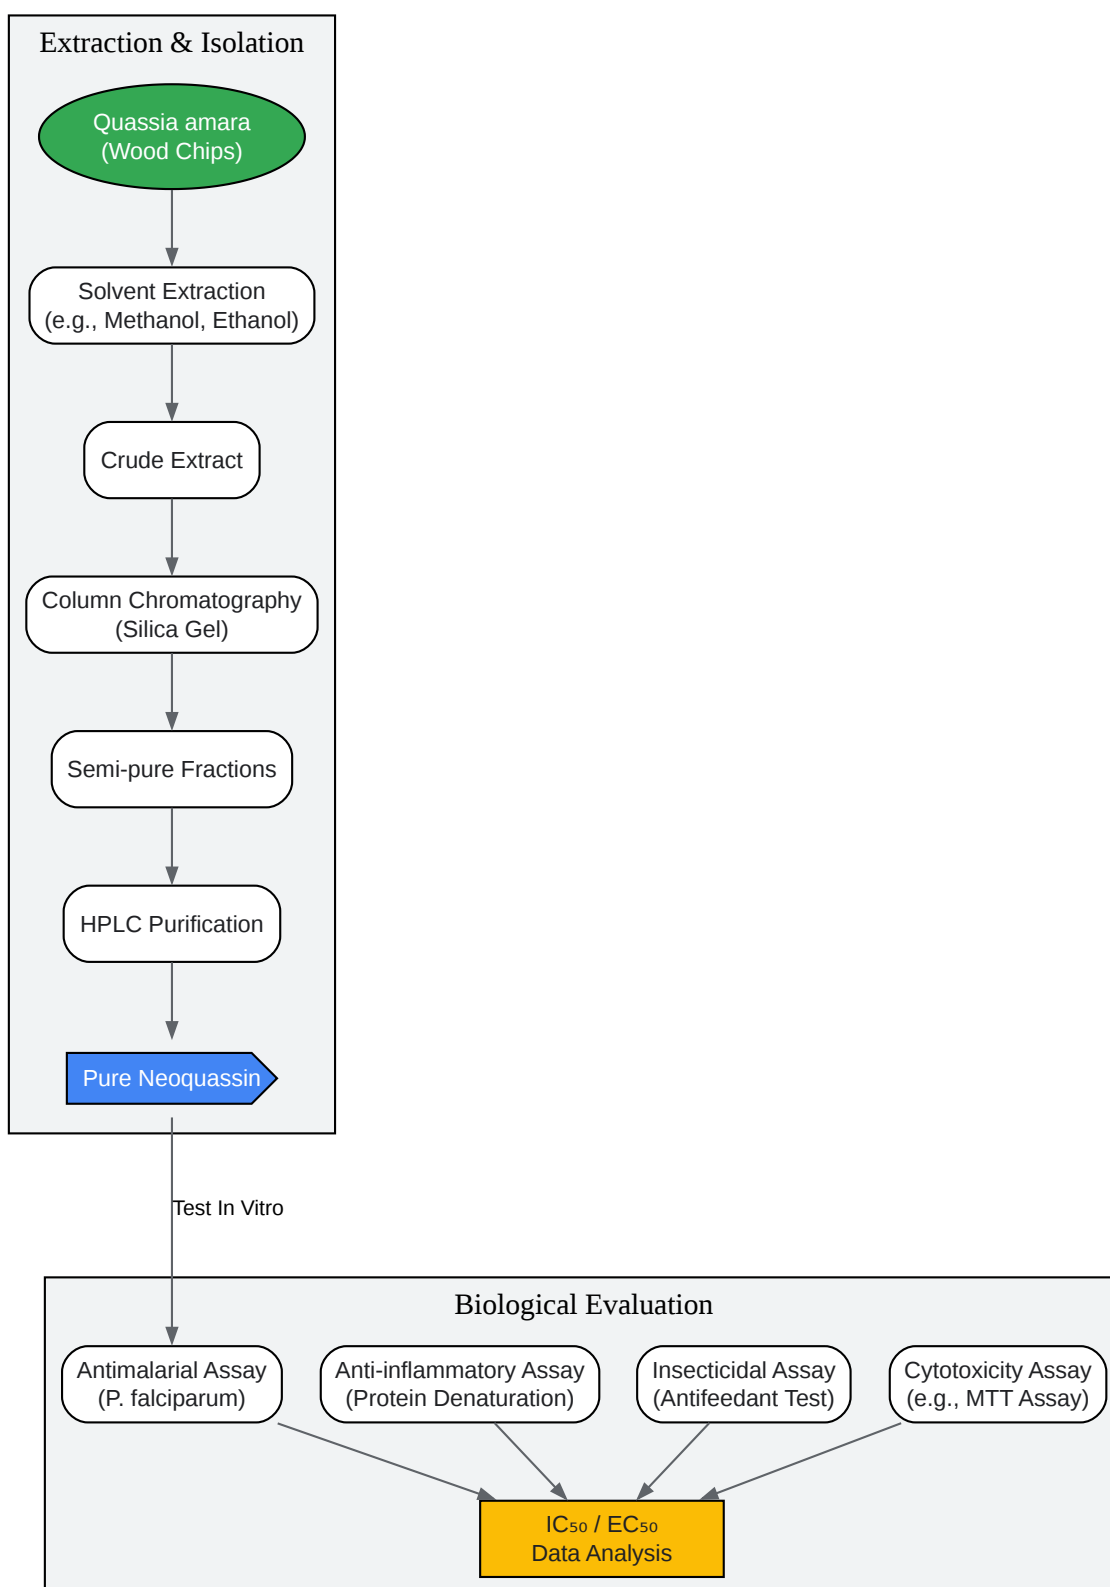 Extraction & Isolation
Quassia amara
(Wood Chips)
Solvent Extraction
(e.g., Methanol, Ethanol)
Crude Extract
Column Chromatography
(Silica Gel)
Semi-pure Fractions
HPLC Purification
Pure Neoquassin
Test In Vitro
Biological Evaluation
Antimalarial Assay
(P. falciparum)
Anti-inflammatory Assay
(Protein Denaturation)
Insecticidal Assay
(Antifeedant Test)
Cytotoxicity Assay
(e.g., MTT Assay)
IC₅₀ / EC₅₀
Data Analysis